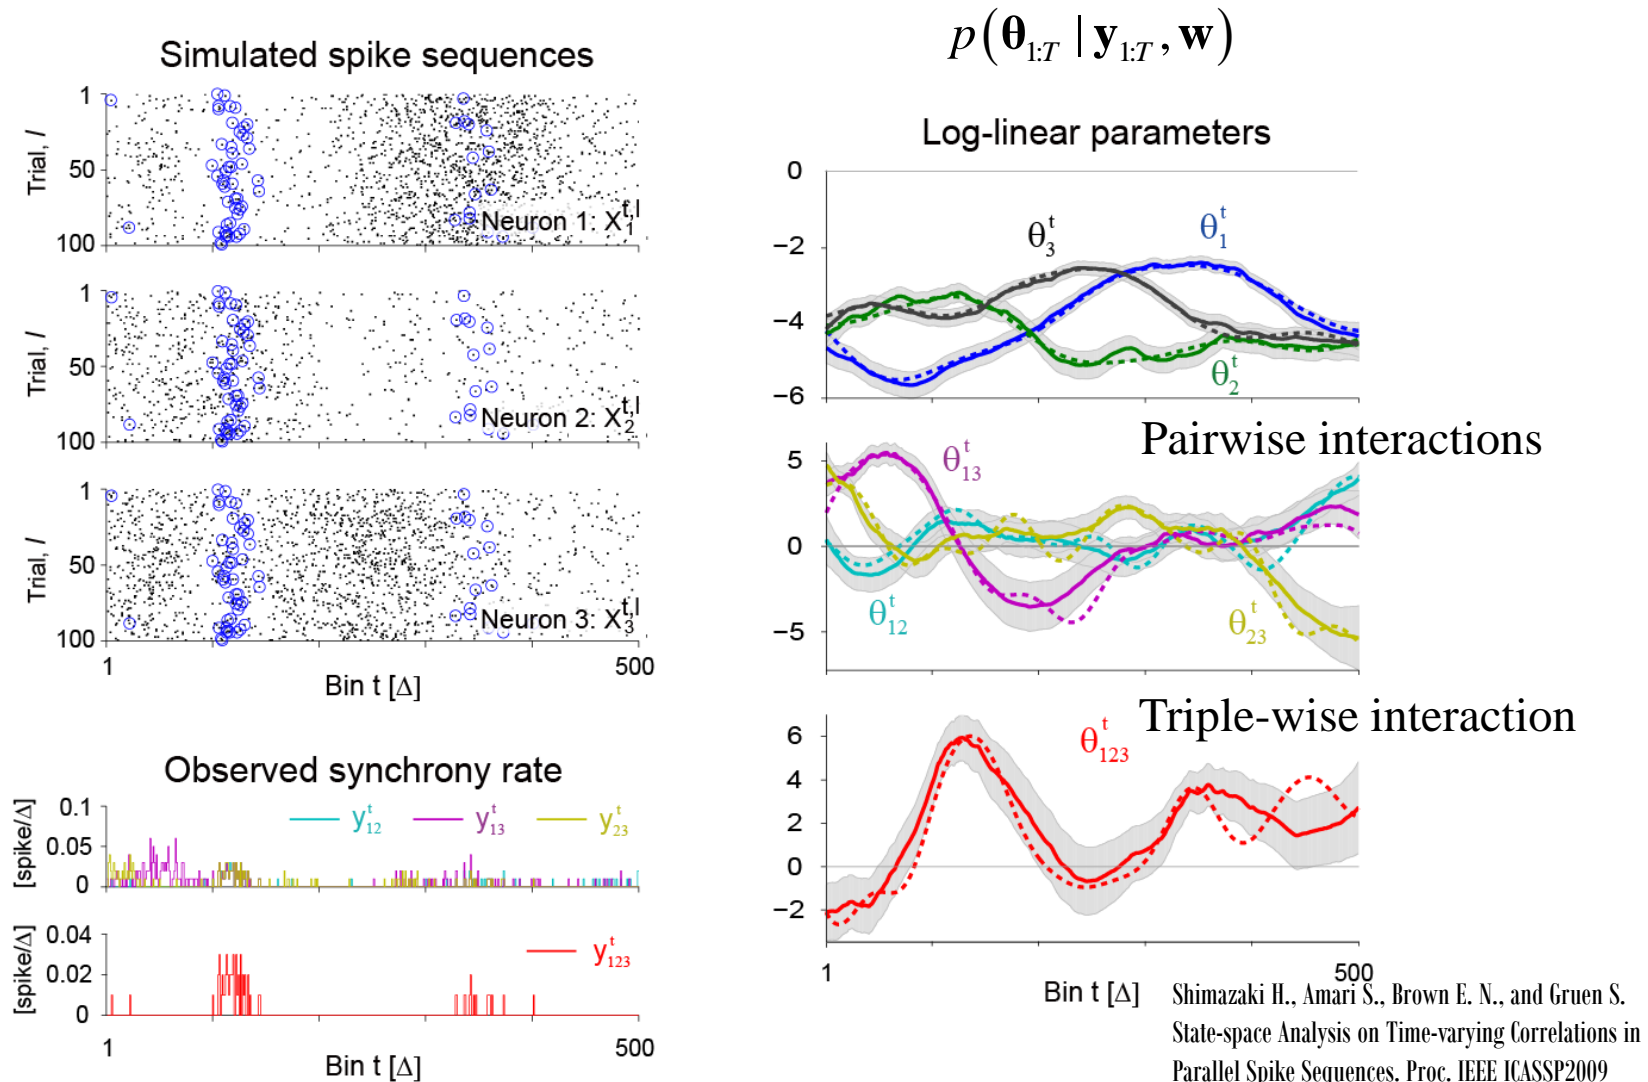 Simulated spike sequences
Trial, l
1
50
100
Neuron 1: X₁ᵗ,ˡ
Trial, l
1
50
100
Neuron 2: X₂ᵗ,ˡ
Trial, l
1
50
100
Neuron 3: X₃ᵗ,ˡ
1
500
Bin t [Δ]
Observed synchrony rate
[spike/Δ]
0.1
0.05
0
y₁₂ᵗ
y₁₃ᵗ
y₂₃ᵗ
[spike/Δ]
0.04
0.02
0
y₁₂₃ᵗ
1
500
Bin t [Δ]
p(θ₁:T | y₁:T, w)
Log-linear parameters
0
−2
−4
−6
θ₃ᵗ
θ₁ᵗ
θ₂ᵗ
Pairwise interactions
5
0
−5
θ₁₃ᵗ
θ₁₂ᵗ
θ₂₃ᵗ
Triple-wise interaction
6
4
2
0
−2
θ₁₂₃ᵗ
1
500
Bin t [Δ]
Shimazaki H., Amari S., Brown E. N., and Gruen S.
State-space Analysis on Time-varying Correlations in
Parallel Spike Sequences. Proc. IEEE ICASSP2009